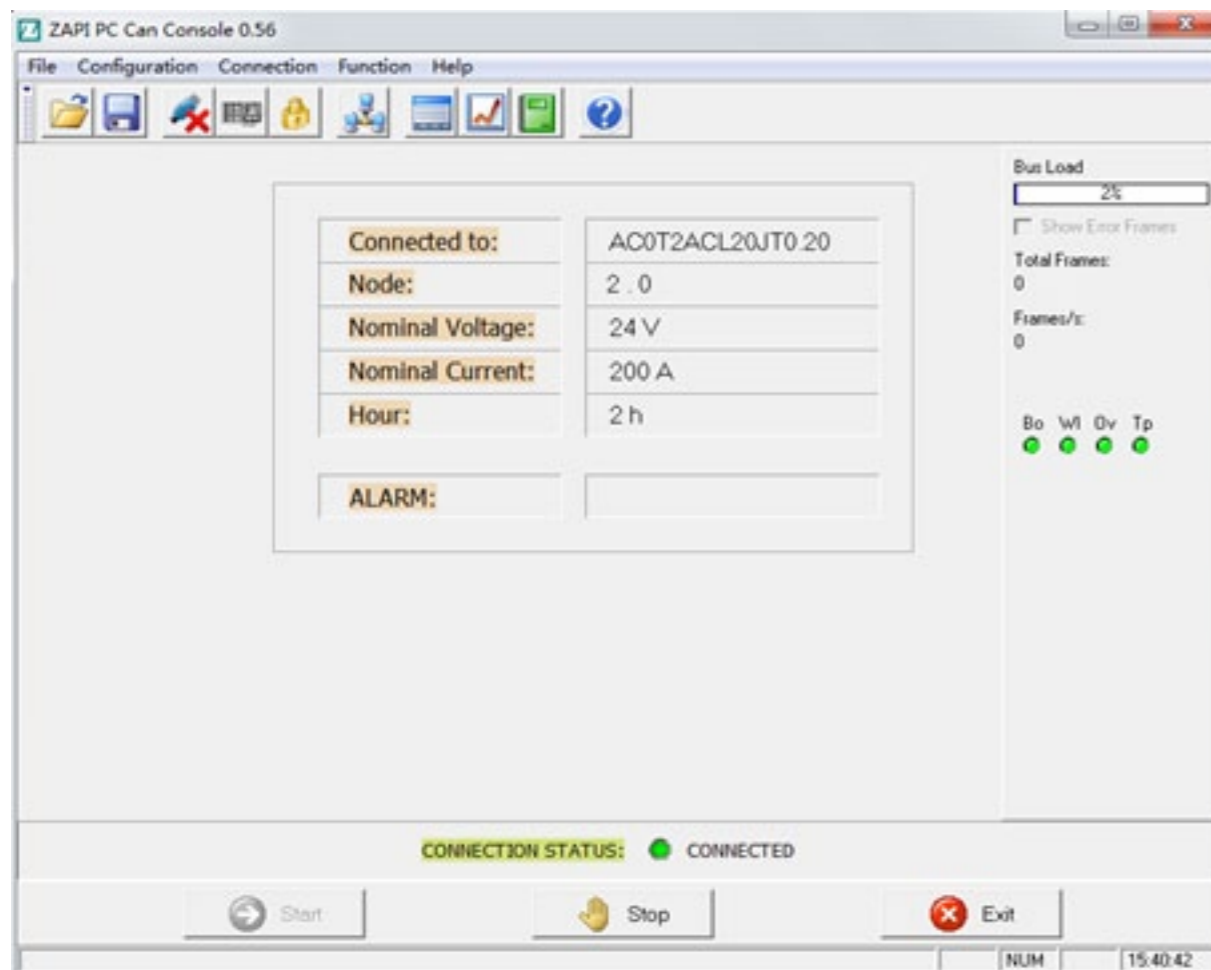 ZAPI PC Can Console 0.56
File Configuration Connection Function Help
Bus Load
2%
Show Error Frames
Total Frames:
0
Frames/s:
0
Bo Wl Ov Tp
Connected to: AC0T2ACL20JT0.20
Node: 2 . 0
Nominal Voltage: 24 V
Nominal Current: 200 A
Hour: 2 h
ALARM:
CONNECTION STATUS: CONNECTED
Start Stop Exit
NUM 15:40:42